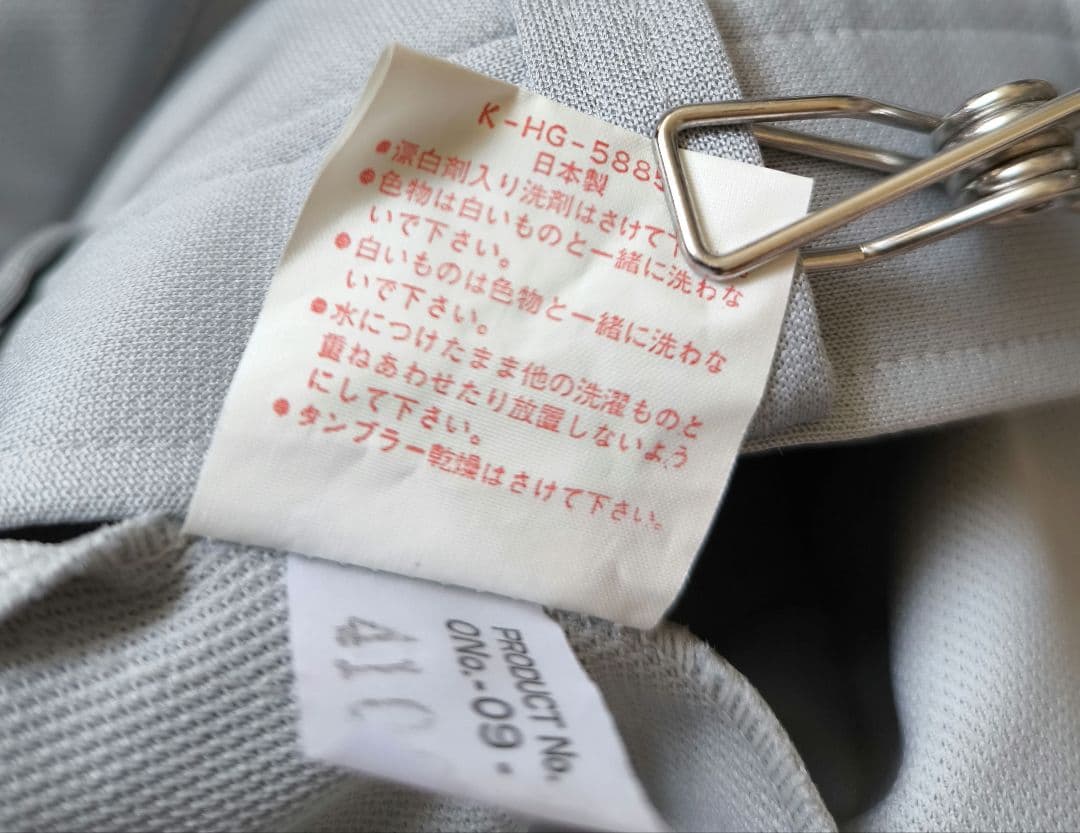 K-HG-5885
日本製
●漂白剤入り洗剤はさけて下
●色物は白いものと一緒に洗わな
いで下さい。
●白いものは色物と一緒に洗わな
いで下さい。
●水につけたまま他の洗濯ものと
重ねあわせたり放置しないよう
にして下さい。
●タンブラー乾燥はさけて下さい。
PRODUCT No.
ONo.・09・
410